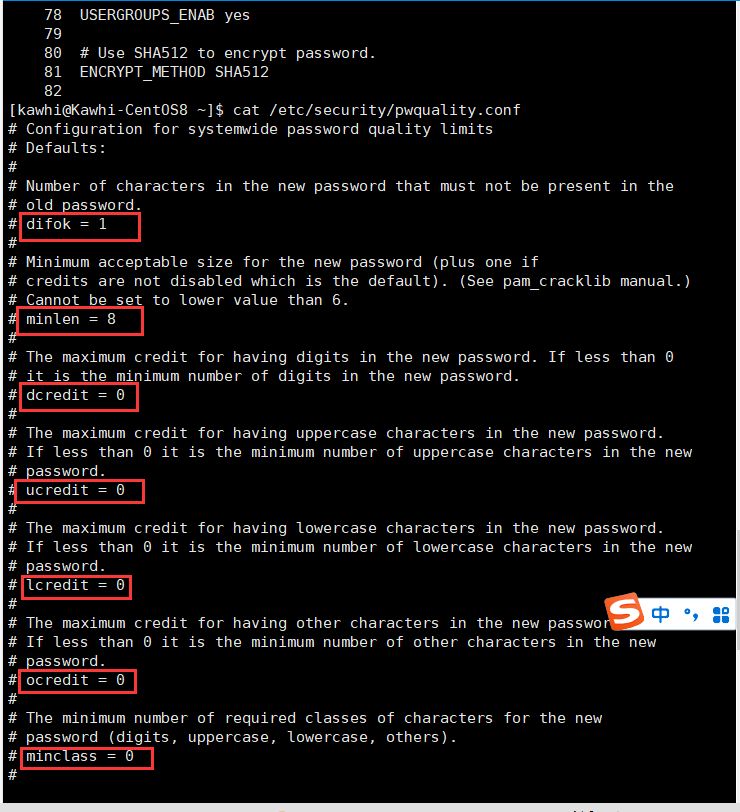 78  USERGROUPS_ENAB yes
79
80  # Use SHA512 to encrypt password.
81  ENCRYPT_METHOD SHA512
82
[kawhi@Kawhi-CentOS8 ~]$ cat /etc/security/pwquality.conf
# Configuration for systemwide password quality limits
# Defaults:
#
# Number of characters in the new password that must not be present in the
# old password.
# difok = 1
#
# Minimum acceptable size for the new password (plus one if
# credits are not disabled which is the default). (See pam_cracklib manual.)
# Cannot be set to lower value than 6.
# minlen = 8
#
# The maximum credit for having digits in the new password. If less than 0
# it is the minimum number of digits in the new password.
# dcredit = 0
#
# The maximum credit for having uppercase characters in the new password.
# If less than 0 it is the minimum number of uppercase characters in the new
# password.
# ucredit = 0
#
# The maximum credit for having lowercase characters in the new password.
# If less than 0 it is the minimum number of lowercase characters in the new
# password.
# lcredit = 0
#
# The maximum credit for having other characters in the new passwor
S 中 °,
# If less than 0 it is the minimum number of other characters in the new
# password.
# ocredit = 0
#
# The minimum number of required classes of characters for the new
# password (digits, uppercase, lowercase, others).
# minclass = 0
#